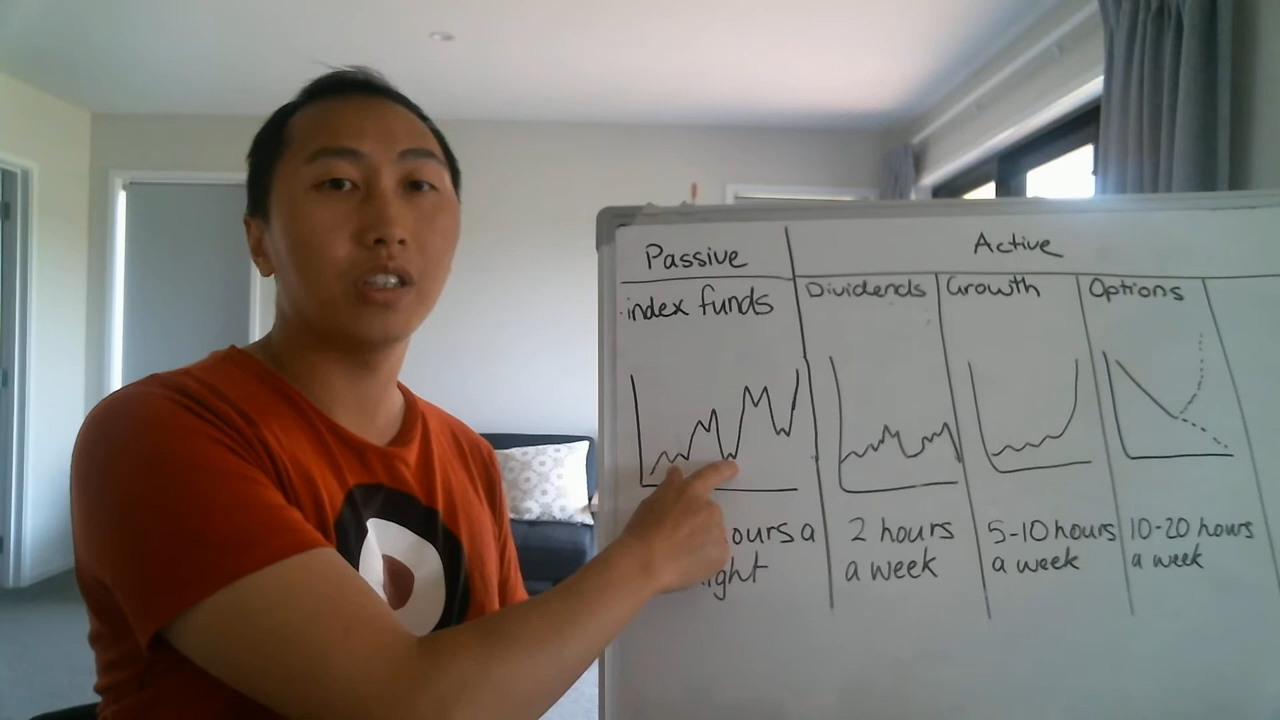 Passive
Active
index funds
Dividends
Growth
Options
ours a
ight
2 hours
a week
5-10 hours
a week
10-20 hours
a week